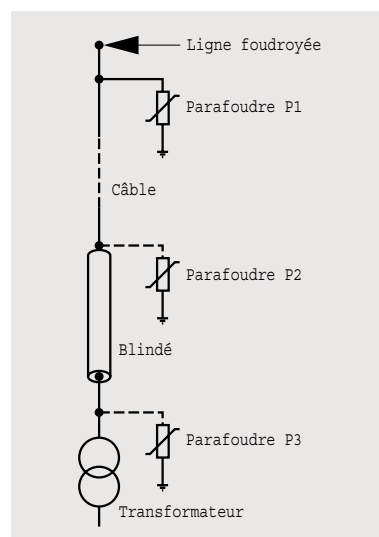 Ligne foudroyée
Parafoudre P1
Câble
Parafoudre P2
Blindé
Parafoudre P3
Transformateur